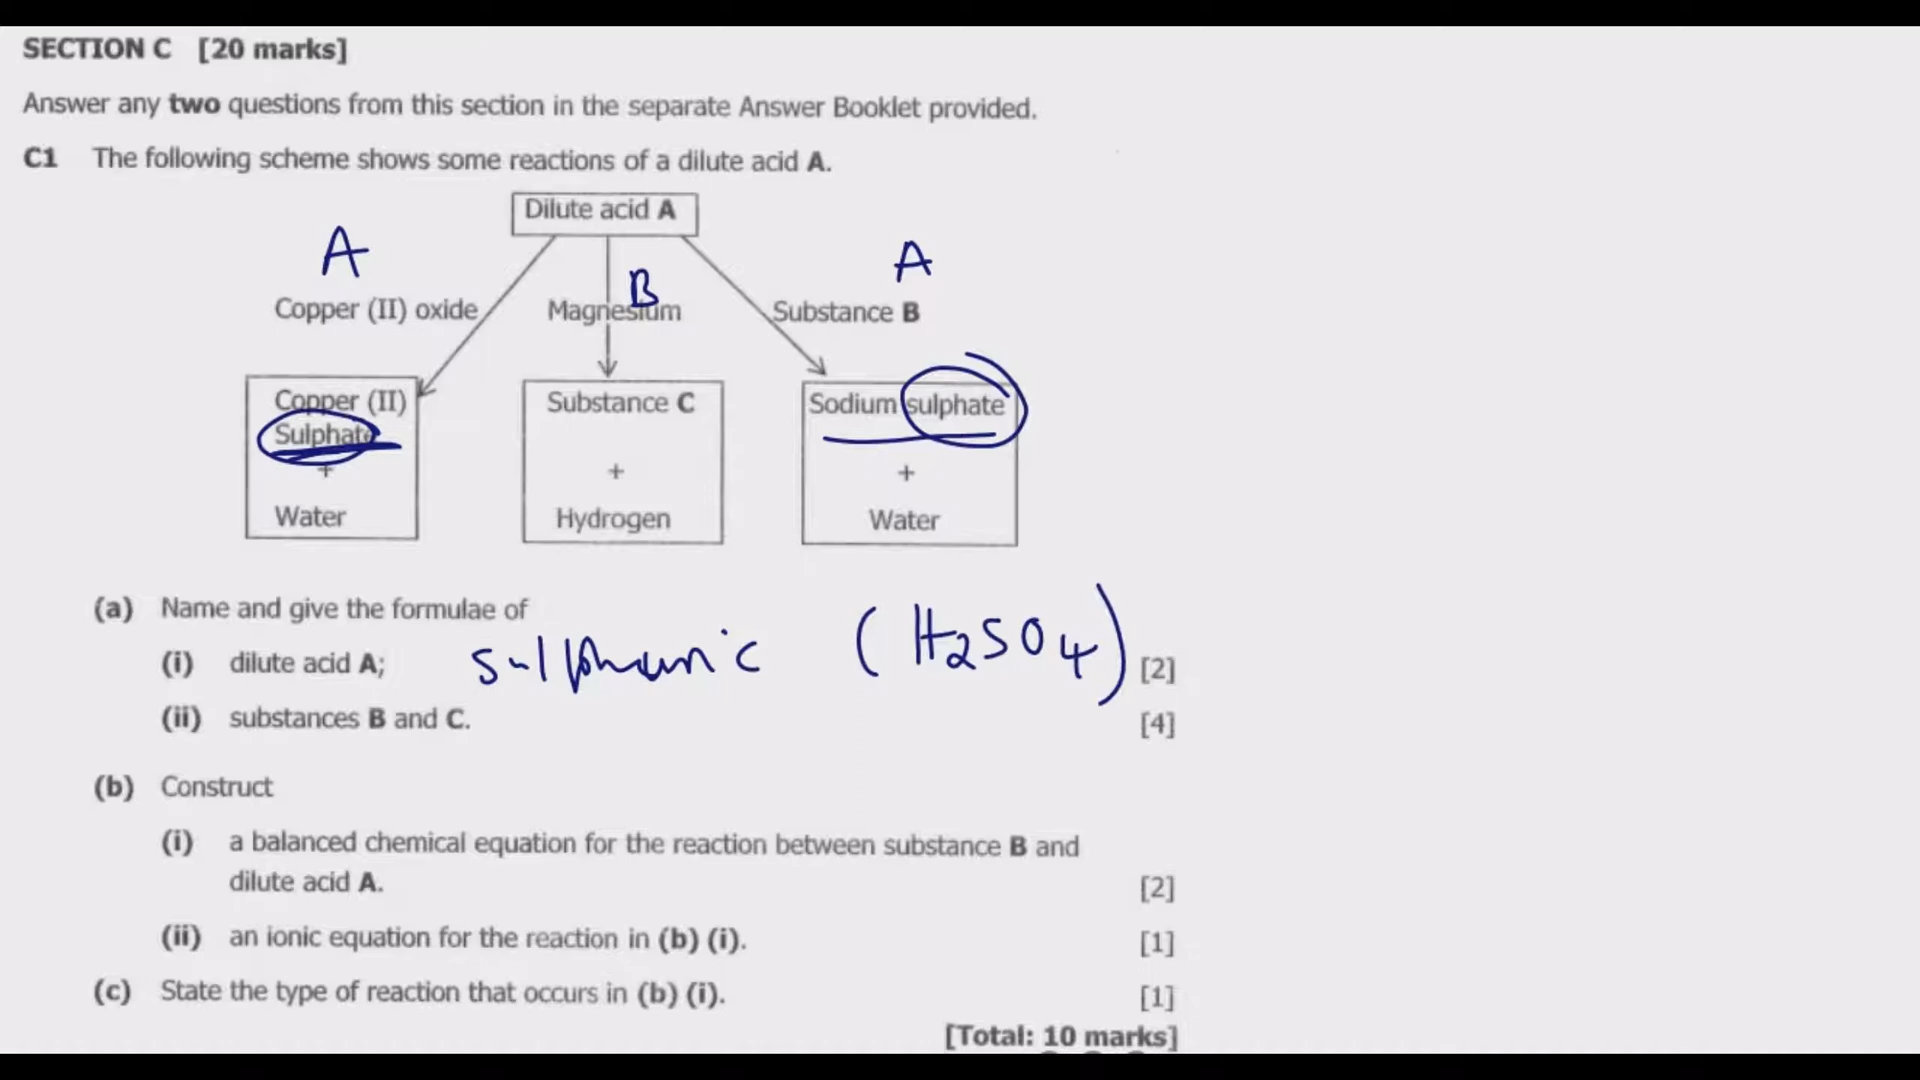 SECTION C [20 marks]
Answer any two questions from this section in the separate Answer Booklet provided.
C1 The following scheme shows some reactions of a dilute acid A.
Dilute acid A
A
B
A
Copper (II) oxide
Magnesium
Substance B
Copper (II)
Sulphate
+
Water
Substance C
+
Hydrogen
Sodium sulphate
+
Water
(a) Name and give the formulae of
(i) dilute acid A; (H2SO4) [2]
(ii) substances B and C. [4]
(b) Construct
(i) a balanced chemical equation for the reaction between substance B and
dilute acid A. [2]
(ii) an ionic equation for the reaction in (b) (i). [1]
(c) State the type of reaction that occurs in (b) (i). [1]
[Total: 10 marks]